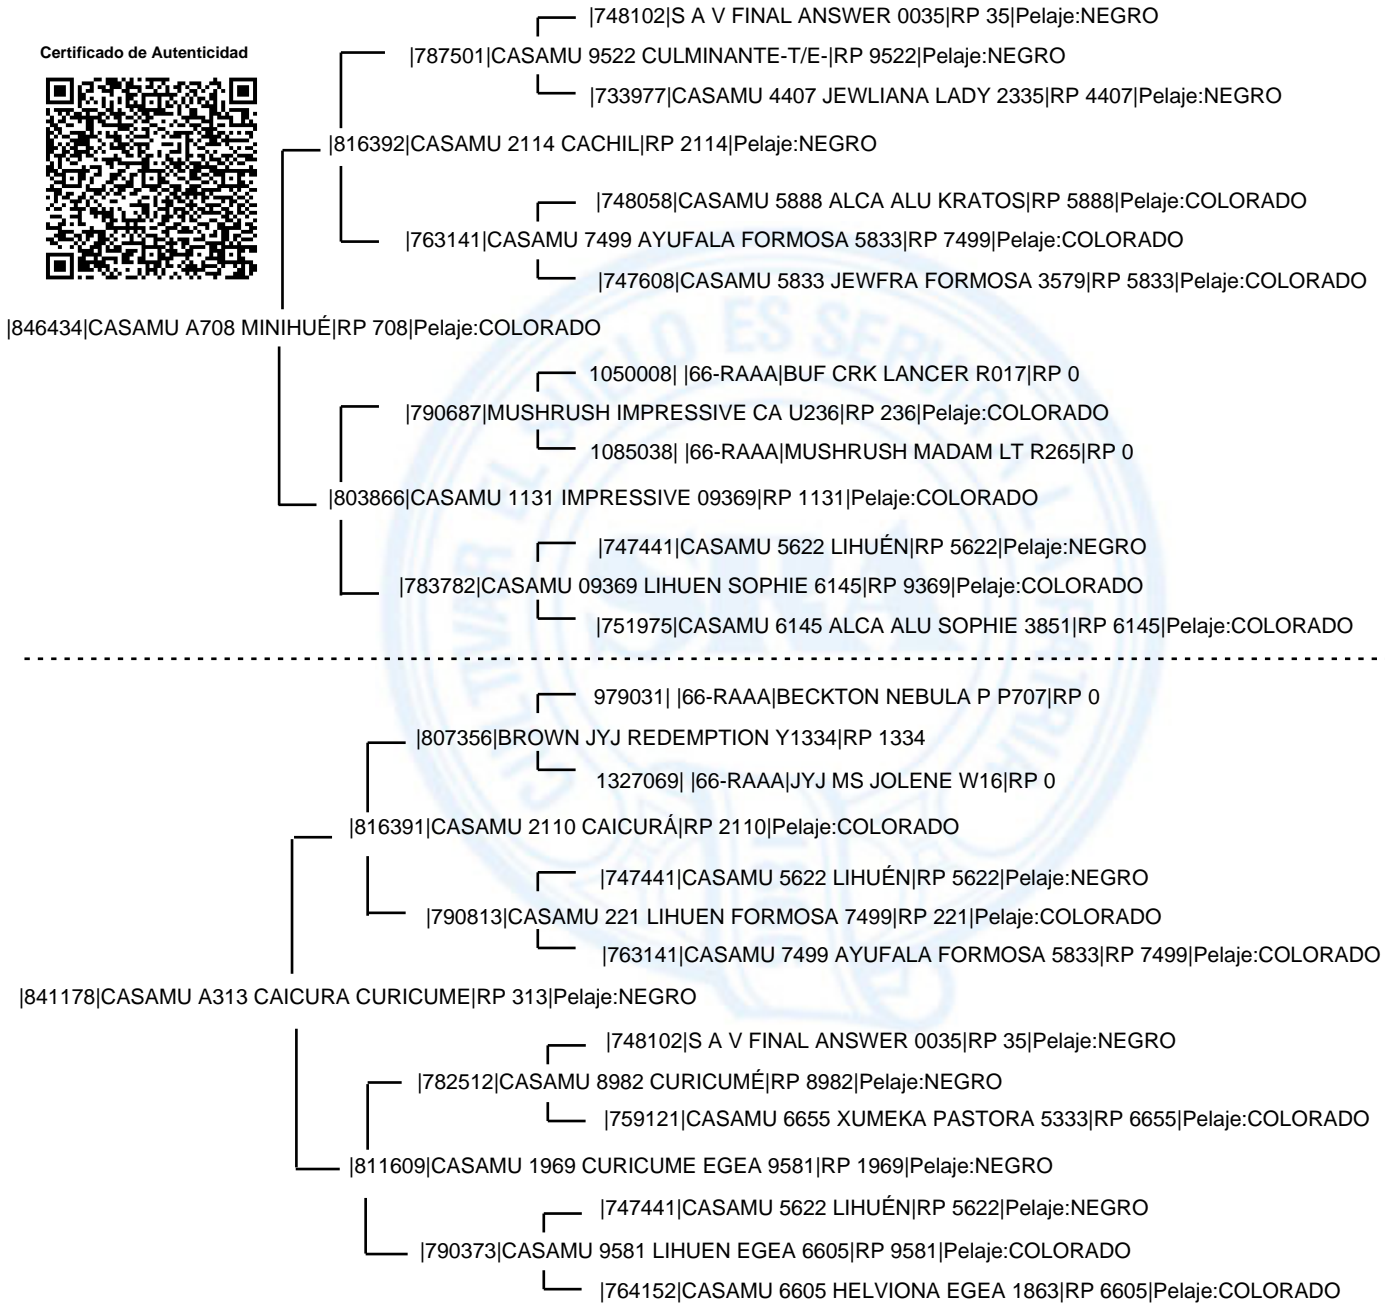 |748102|S A V FINAL ANSWER 0035|RP 35|Pelaje:NEGRO
Certificado de Autenticidad
|787501|CASAMU 9522 CULMINANTE-T/E-|RP 9522|Pelaje:NEGRO
|733977|CASAMU 4407 JEWLIANA LADY 2335|RP 4407|Pelaje:NEGRO
|816392|CASAMU 2114 CACHIL|RP 2114|Pelaje:NEGRO
|748058|CASAMU 5888 ALCA ALU KRATOS|RP 5888|Pelaje:COLORADO
|763141|CASAMU 7499 AYUFALA FORMOSA 5833|RP 7499|Pelaje:COLORADO
|747608|CASAMU 5833 JEWFRA FORMOSA 3579|RP 5833|Pelaje:COLORADO
|846434|CASAMU A708 MINIHUÉ|RP 708|Pelaje:COLORADO
1050008| |66-RAAA|BUF CRK LANCER R017|RP 0
|790687|MUSHRUSH IMPRESSIVE CA U236|RP 236|Pelaje:COLORADO
1085038| |66-RAAA|MUSHRUSH MADAM LT R265|RP 0
|803866|CASAMU 1131 IMPRESSIVE 09369|RP 1131|Pelaje:COLORADO
|747441|CASAMU 5622 LIHUÉN|RP 5622|Pelaje:NEGRO
|783782|CASAMU 09369 LIHUEN SOPHIE 6145|RP 9369|Pelaje:COLORADO
|751975|CASAMU 6145 ALCA ALU SOPHIE 3851|RP 6145|Pelaje:COLORADO
979031| |66-RAAA|BECKTON NEBULA P P707|RP 0
|807356|BROWN JYJ REDEMPTION Y1334|RP 1334
1327069| |66-RAAA|JYJ MS JOLENE W16|RP 0
|816391|CASAMU 2110 CAICURÁ|RP 2110|Pelaje:COLORADO
|747441|CASAMU 5622 LIHUÉN|RP 5622|Pelaje:NEGRO
|790813|CASAMU 221 LIHUEN FORMOSA 7499|RP 221|Pelaje:COLORADO
|763141|CASAMU 7499 AYUFALA FORMOSA 5833|RP 7499|Pelaje:COLORADO
|841178|CASAMU A313 CAICURA CURICUME|RP 313|Pelaje:NEGRO
|748102|S A V FINAL ANSWER 0035|RP 35|Pelaje:NEGRO
|782512|CASAMU 8982 CURICUMÉ|RP 8982|Pelaje:NEGRO
|759121|CASAMU 6655 XUMEKA PASTORA 5333|RP 6655|Pelaje:COLORADO
|811609|CASAMU 1969 CURICUME EGEA 9581|RP 1969|Pelaje:NEGRO
|747441|CASAMU 5622 LIHUÉN|RP 5622|Pelaje:NEGRO
|790373|CASAMU 9581 LIHUEN EGEA 6605|RP 9581|Pelaje:COLORADO
|764152|CASAMU 6605 HELVIONA EGEA 1863|RP 6605|Pelaje:COLORADO
CULTIVAR EL SUELO ES SERVIR A LA PATRIA
SRA
1866